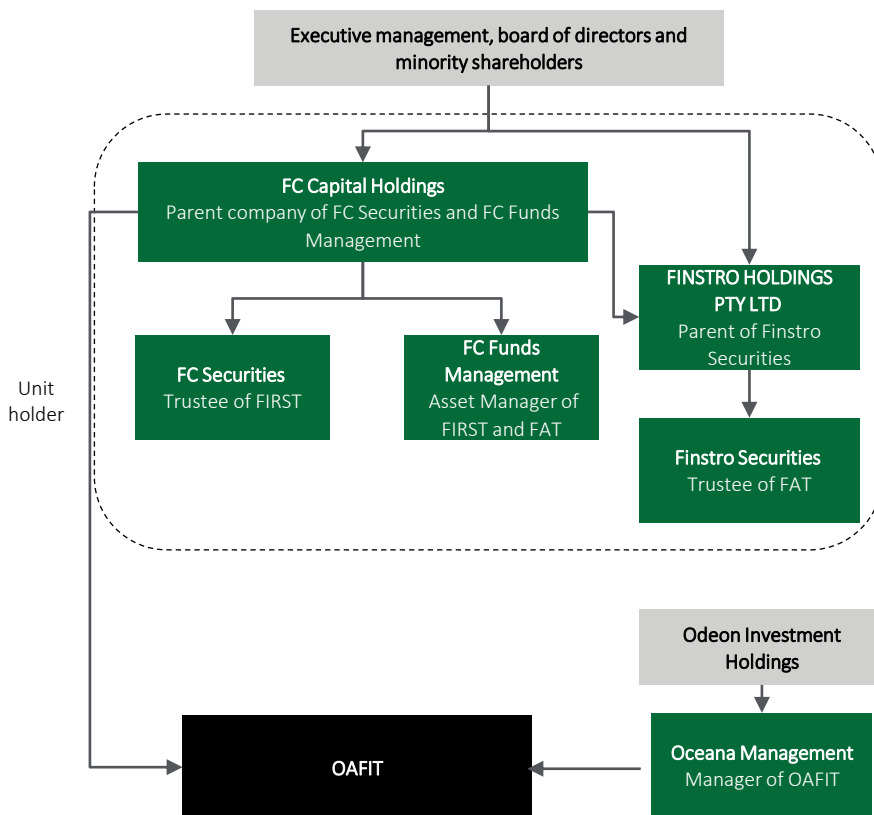 Executive management, board of directors and
minority shareholders
FC Capital Holdings
Parent company of FC Securities and FC Funds
Management
FINSTRO HOLDINGS
PTY LTD
Parent of Finstro
Securities
FC Securities
Trustee of FIRST
FC Funds
Management
Asset Manager of
FIRST and FAT
Unit
holder
Finstro Securities
Trustee of FAT
Odeon Investment
Holdings
OAFIT
Oceana Management
Manager of OAFIT